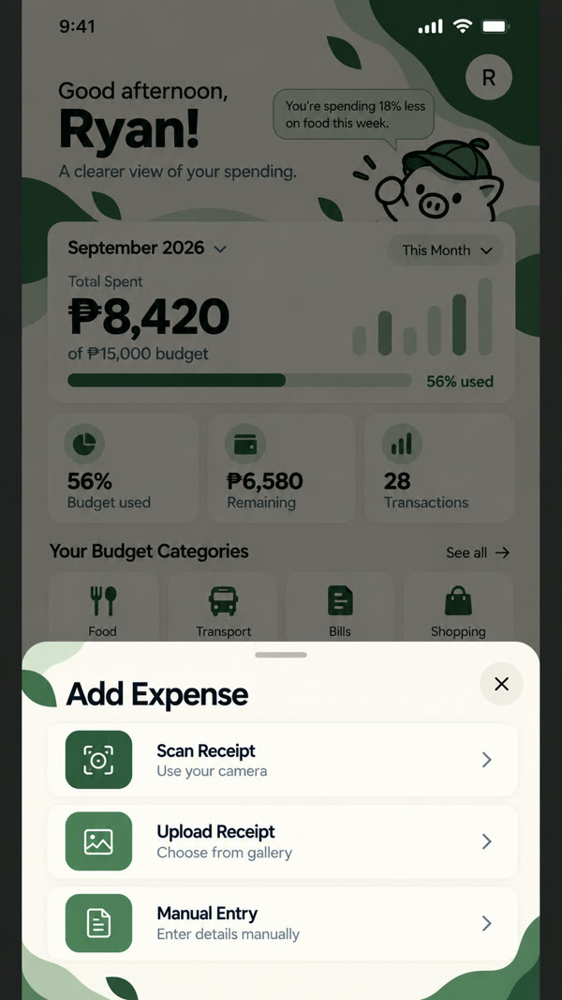 9:41
R
Good afternoon,
Ryan!
A clearer view of your spending.
You're spending 18% less
on food this week.
September 2026
This Month
Total Spent
₱8,420
of ₱15,000 budget
56% used
56%
Budget used
₱6,580
Remaining
28
Transactions
Your Budget Categories
See all
Food
Transport
Bills
Shopping
Add Expense
Scan Receipt
Use your camera
Upload Receipt
Choose from gallery
Manual Entry
Enter details manually